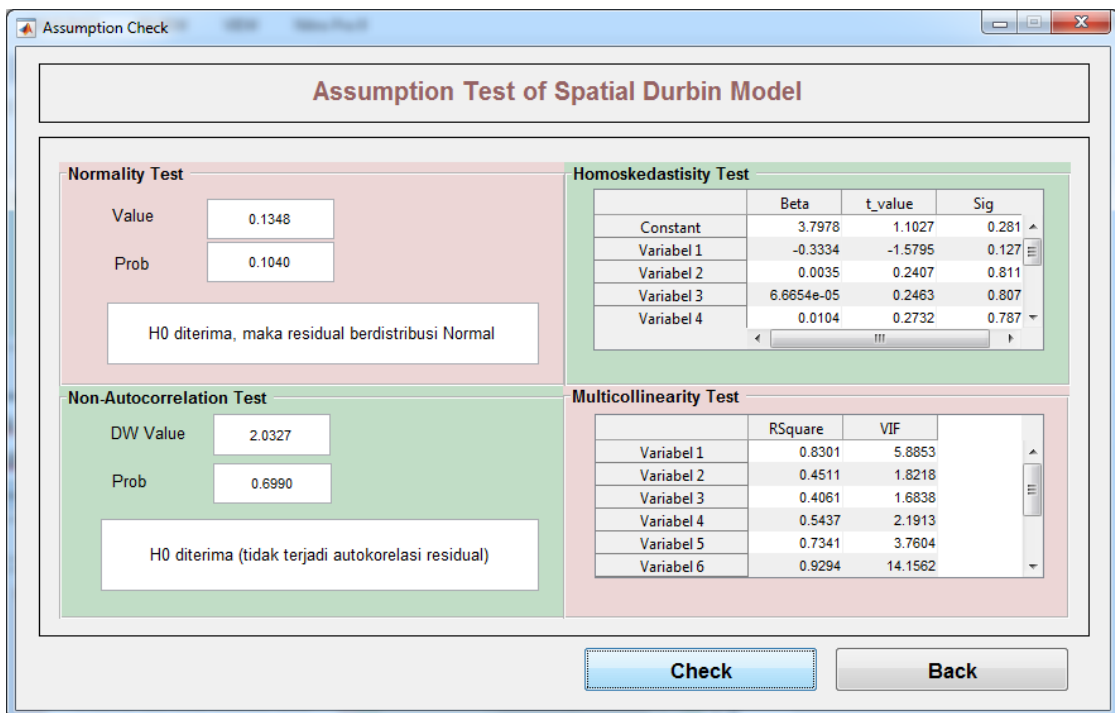 Assumption Check
VIEW
Assumption Test of Spatial Durbin Model
Normality Test
Value 0.1348
Prob 0.1040
H0 diterima, maka residual berdistribusi Normal
Homoskedastisity Test
Beta t_value Sig
Constant 3.7978 1.1027 0.281
Variabel 1 -0.3334 -1.5795 0.127
Variabel 2 0.0035 0.2407 0.811
Variabel 3 6.6654e-05 0.2463 0.807
Variabel 4 0.0104 0.2732 0.787
Non-Autocorrelation Test
DW Value 2.0327
Prob 0.6990
H0 diterima (tidak terjadi autokorelasi residual)
Multicollinearity Test
RSquare VIF
Variabel 1 0.8301 5.8853
Variabel 2 0.4511 1.8218
Variabel 3 0.4061 1.6838
Variabel 4 0.5437 2.1913
Variabel 5 0.7341 3.7604
Variabel 6 0.9294 14.1562
Check
Back